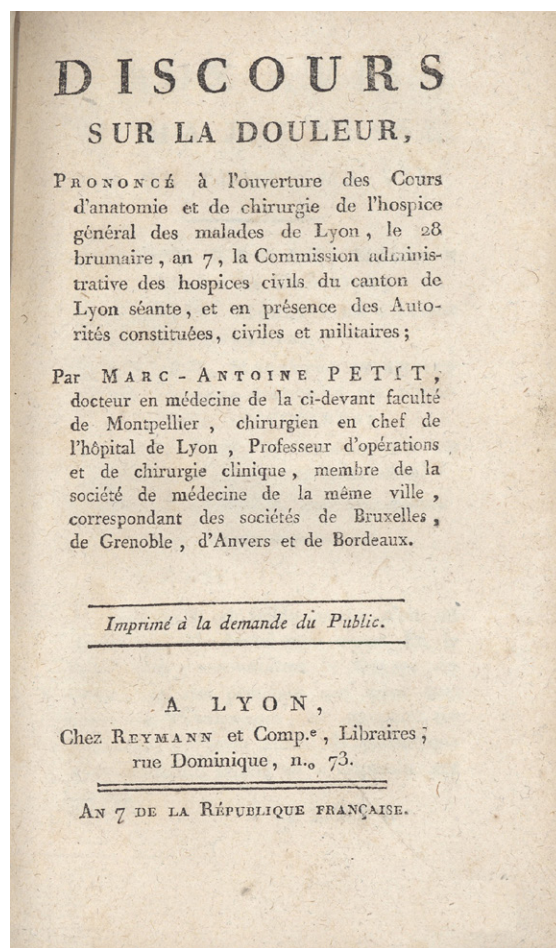 DISCOURS
SUR LA DOULEUR,
PRONONCÉ à l'ouverture des Cours
d'anatomie et de chirurgie de l'hospice
général des malades de Lyon, le 28
brumaire, an 7, la Commission adminis-
trative des hospices civils du canton de
Lyon séante, et en présence des Auto-
rités constituées, civiles et militaires;
Par MARC-ANTOINE PETIT,
docteur en médecine de la ci-devant faculté
de Montpellier, chirurgien en chef de
l'hôpital de Lyon, Professeur d'opérations
et de chirurgie clinique, membre de la
société de médecine de la même ville,
correspondant des sociétés de Bruxelles,
de Grenoble, d'Anvers et de Bordeaux.
Imprimé à la demande du Public.
A LYON,
Chez REYMANN et Comp.e, Libraires;
rue Dominique, n.o 73.
AN 7 DE LA RÉPUBLIQUE FRANÇAISE.